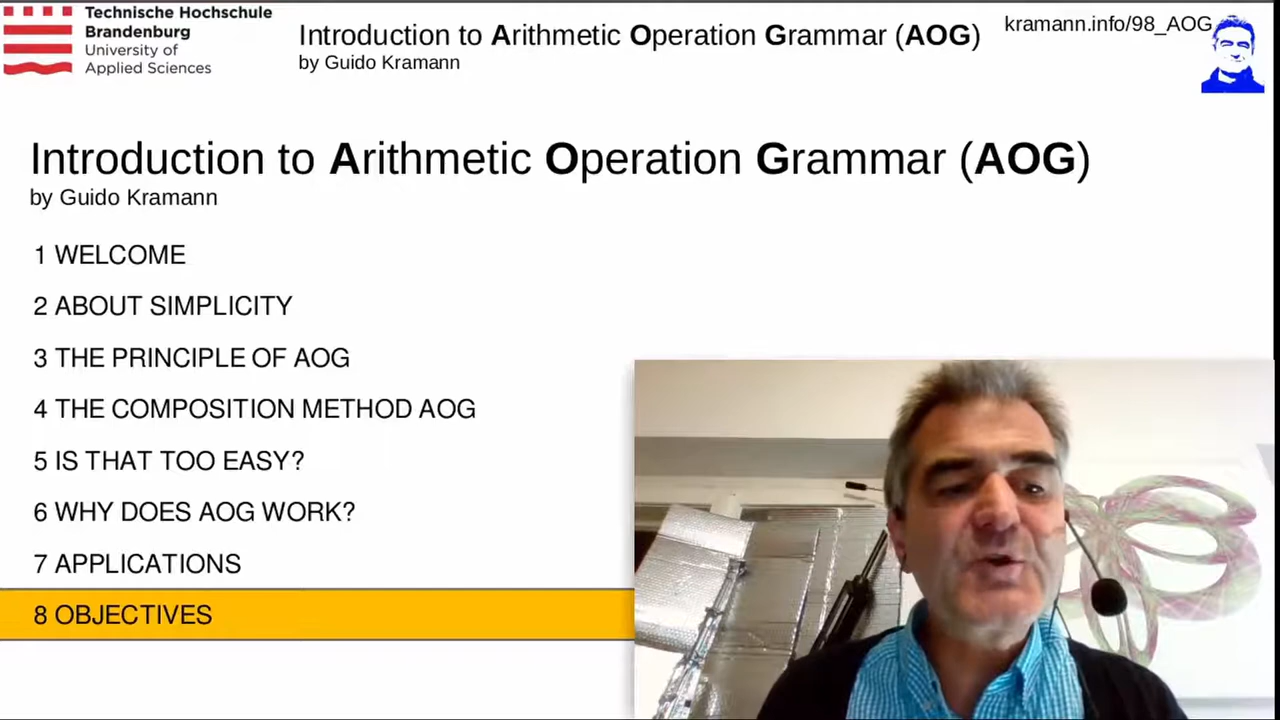 Technische Hochschule
Brandenburg
University of
Applied Sciences
Introduction to Arithmetic Operation Grammar (AOG)
by Guido Kramann
kramann.info/98_AOG
Introduction to Arithmetic Operation Grammar (AOG)
by Guido Kramann
1 WELCOME
2 ABOUT SIMPLICITY
3 THE PRINCIPLE OF AOG
4 THE COMPOSITION METHOD AOG
5 IS THAT TOO EASY?
6 WHY DOES AOG WORK?
7 APPLICATIONS
8 OBJECTIVES